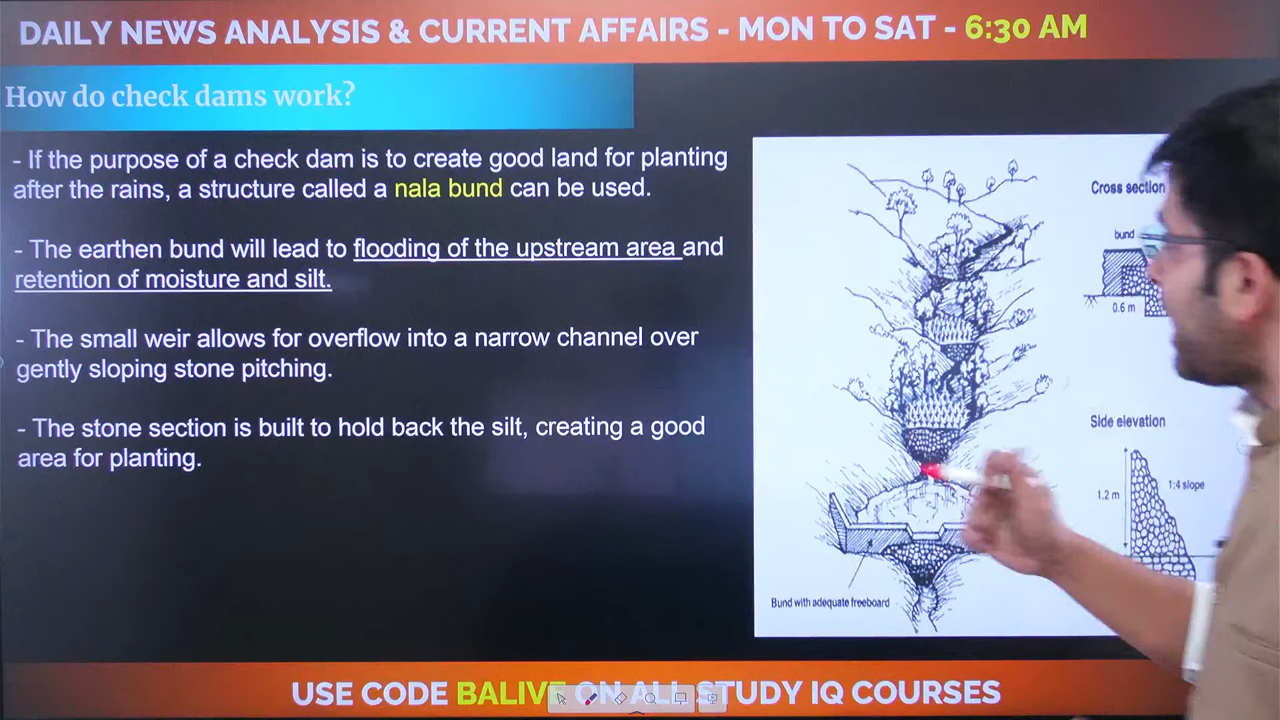 DAILY NEWS ANALYSIS & CURRENT AFFAIRS - MON TO SAT - 6:30 AM
How do check dams work?
- If the purpose of a check dam is to create good land for planting
after the rains, a structure called a nala bund can be used.
- The earthen bund will lead to flooding of the upstream area and
retention of moisture and silt.
- The small weir allows for overflow into a narrow channel over
gently sloping stone pitching.
- The stone section is built to hold back the silt, creating a good
area for planting.
Cross section
bund
0.6 m
Side elevation
1.2 m
1:4 slope
Bund with adequate freeboard
USE CODE BALIVE ON ALL STUDY IQ COURSES